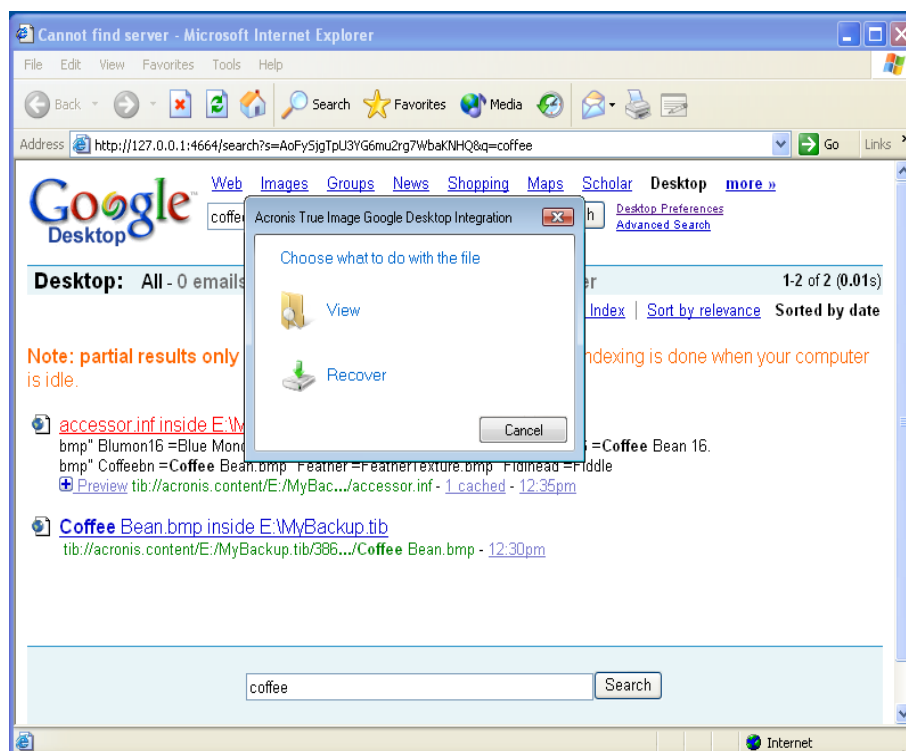 Cannot find server - Microsoft Internet Explorer
File Edit View Favorites Tools Help
Back Search Favorites Media
Address http://127.0.0.1:4664/search?s=AoFySjgTpU3YG6mu2rg7WbaKNHQ&q=coffee Go Links
Google Desktop
Web Images Groups News Shopping Maps Scholar Desktop more »
coffe h Desktop Preferences
Advanced Search
Acronis True Image Google Desktop Integration
Choose what to do with the file
View
Recover
Cancel
Desktop: All - 0 emails er 1-2 of 2 (0.01s)
Index | Sort by relevance Sorted by date
Note: partial results only ndexing is done when your computer
is idle.
accessor.inf inside E:\M
bmp" Blumon16 =Blue Mono =Coffee Bean 16.
bmp" Coffeebn =Coffee Bean.bmp" Feather =FeatherTexture.bmp" Fidlhead =Fiddle
Preview tib://acronis.content/E:/MyBac.../accessor.inf - 1 cached - 12:35pm
Coffee Bean.bmp inside E:\MyBackup.tib
tib://acronis.content/E:/MyBackup.tib/386.../Coffee Bean.bmp - 12:30pm
coffee Search
Internet